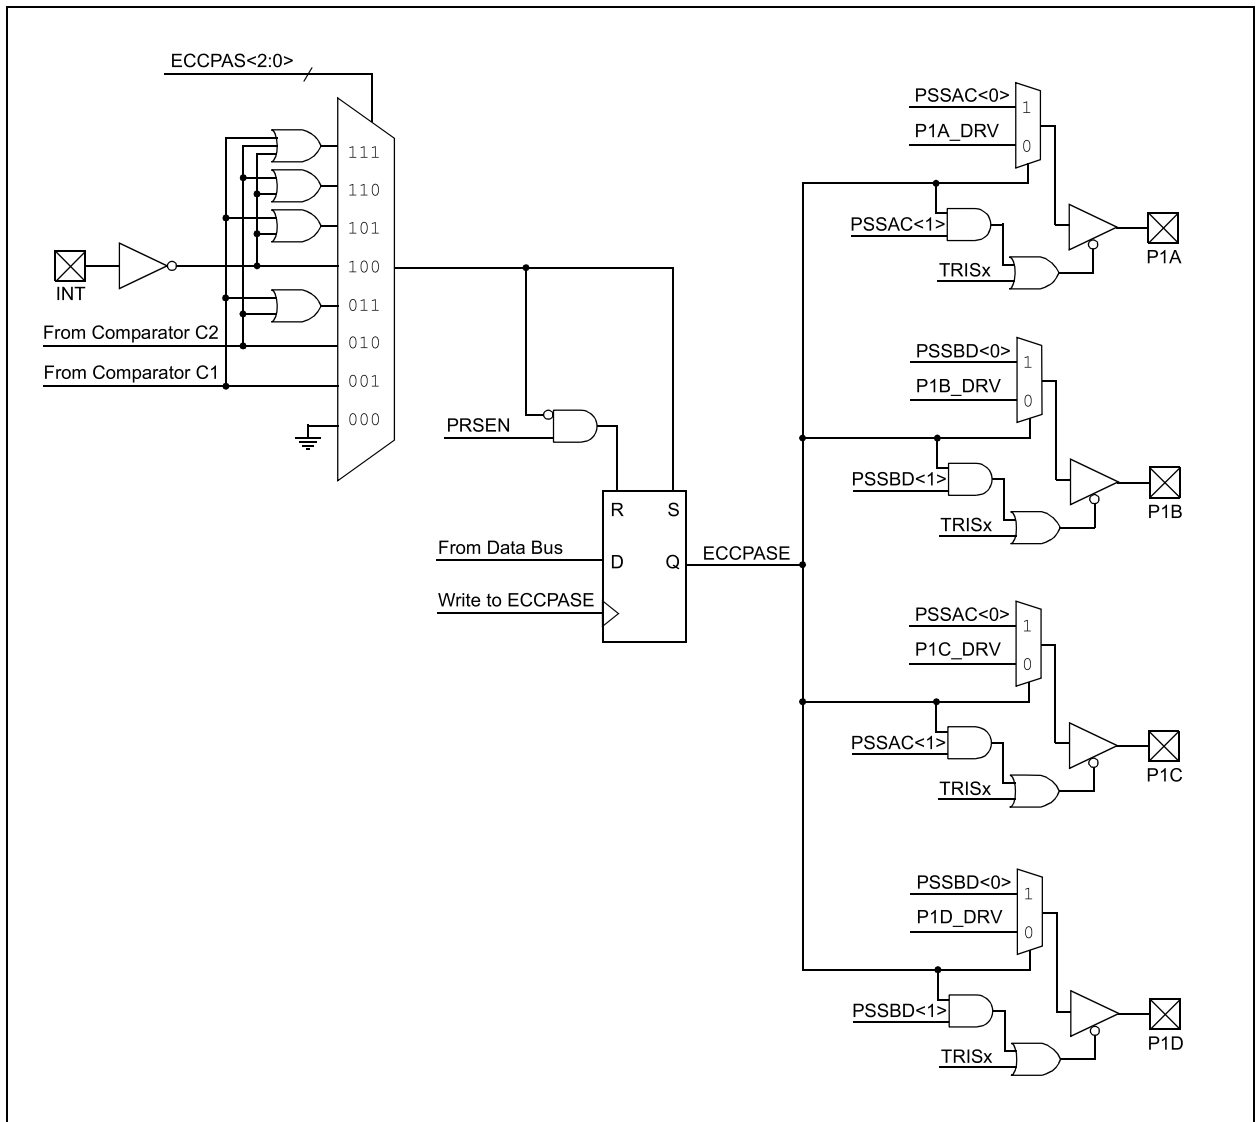 ECCPAS<2:0>
111
110
101
100
011
010
001
000
INT
From Comparator C2
From Comparator C1
PRSEN
R
S
From Data Bus
D
Q
ECCPASE
Write to ECCPASE
PSSAC<0>
1
P1A_DRV
0
PSSAC<1>
TRISx
P1A
PSSBD<0>
1
P1B_DRV
0
PSSBD<1>
TRISx
P1B
PSSAC<0>
1
P1C_DRV
0
PSSAC<1>
TRISx
P1C
PSSBD<0>
1
P1D_DRV
0
PSSBD<1>
TRISx
P1D